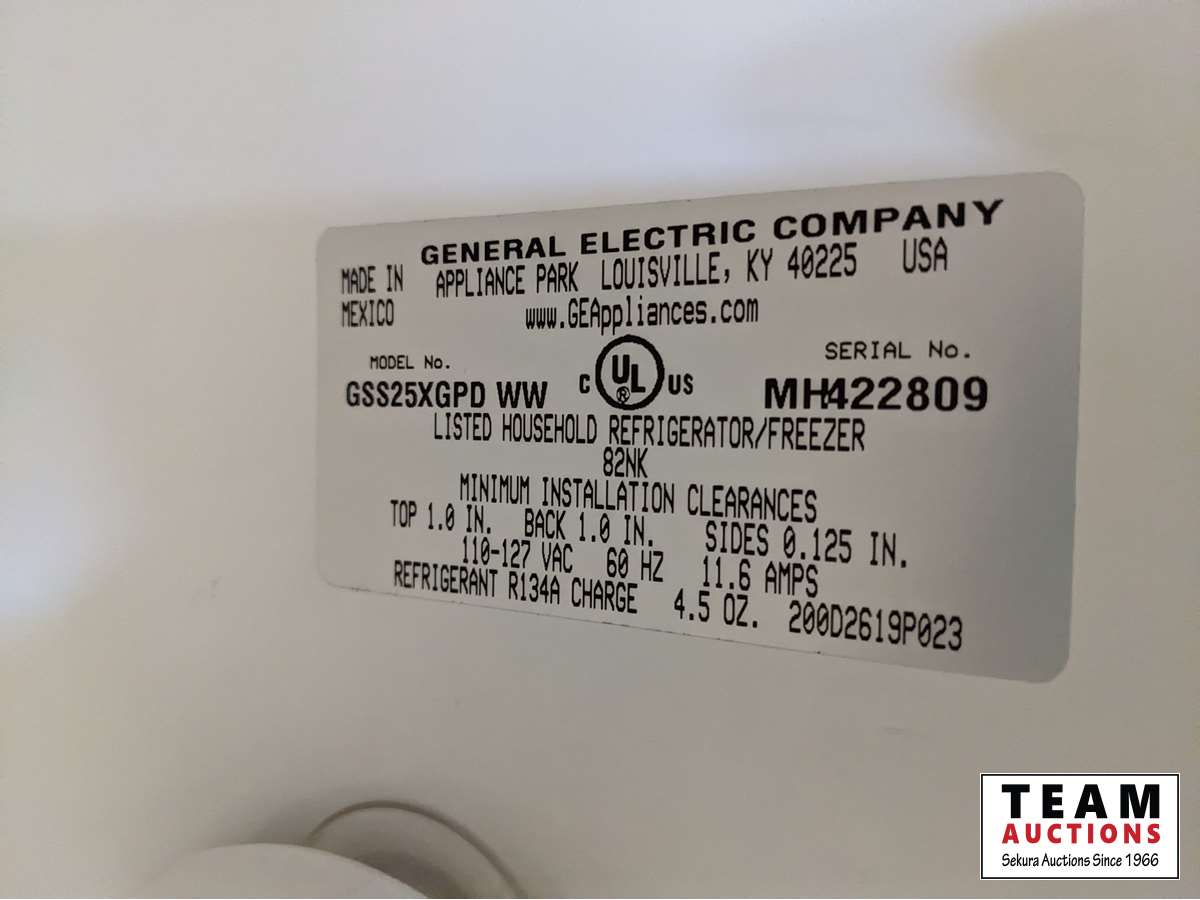 GENERAL ELECTRIC COMPANY
MADE IN APPLIANCE PARK LOUISVILLE, KY 40225 USA
MEXICO www.GEAppliances.com
MODEL No. SERIAL No.
GSS25XGPD WW C UL ® US MH422809
LISTED HOUSEHOLD REFRIGERATOR/FREEZER
82NK
MINIMUM INSTALLATION CLEARANCES
TOP 1.0 IN. BACK 1.0 IN. SIDES 0.125 IN.
110-127 VAC 60 HZ 11.6 AMPS
REFRIGERANT R134A CHARGE 4.5 OZ. 200D2619P023
TEAM
AUCTIONS
Sekura Auctions Since 1966